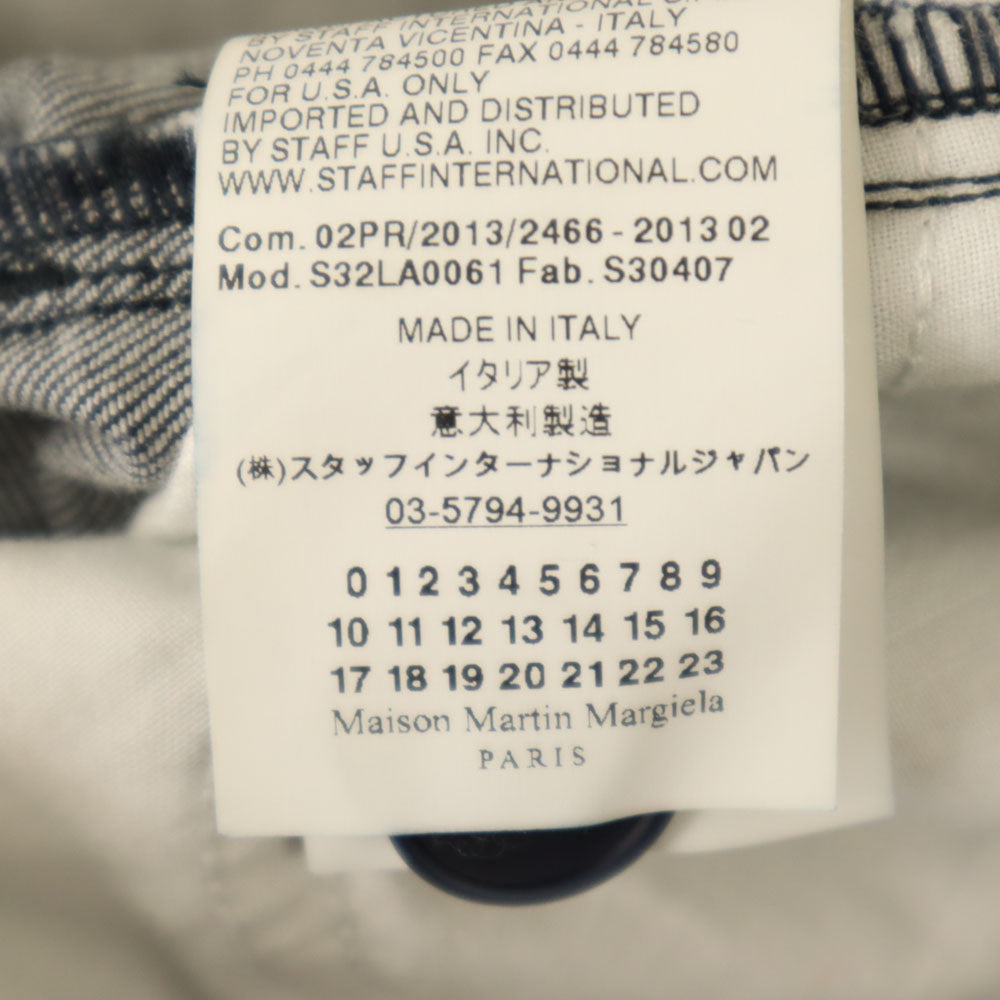 BY STAFF INTERNATIONAL
NOVENTA VICENTINA - ITALY
PH 0444 784500 FAX 0444 784580
FOR U.S.A. ONLY
IMPORTED AND DISTRIBUTED
BY STAFF U.S.A. INC.
WWW.STAFFINTERNATIONAL.COM
Com. 02PR/2013/2466 - 2013 02
Mod. S32LA0061 Fab. S30407
MADE IN ITALY
イタリア製
意大利製造
(株)スタッフインターナショナルジャパン
03-5794-9931
0 1 2 3 4 5 6 7 8 9
10 11 12 13 14 15 16
17 18 19 20 21 22 23
Maison Martin Margiela
PARIS